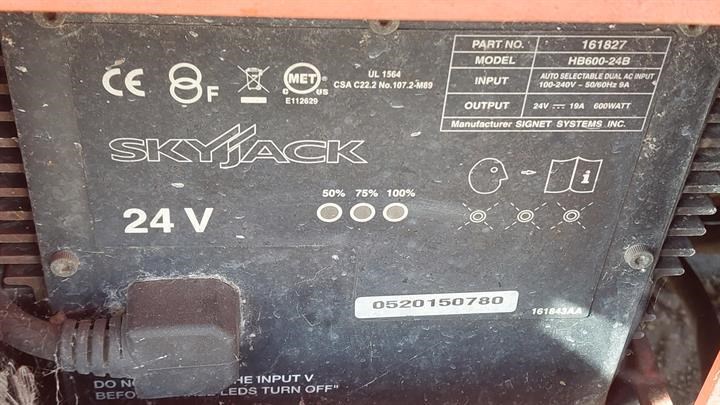 PART NO. 161827
MODEL HB600-24B
INPUT AUTO SELECTABLE DUAL AC INPUT
100-240V ~ 50/60Hz 9A
OUTPUT 24V ⎓ 19A 600WATT
Manufacturer SIGNET SYSTEMS INC.
CE
F
MET
C US
E112629
UL 1564
CSA C22.2 No.107.2-M89
SKYJACK
24 V
50% 75% 100%
i
0520150780
161843AA
DO THE INPUT V
BEFO LEDS TURN OFF"